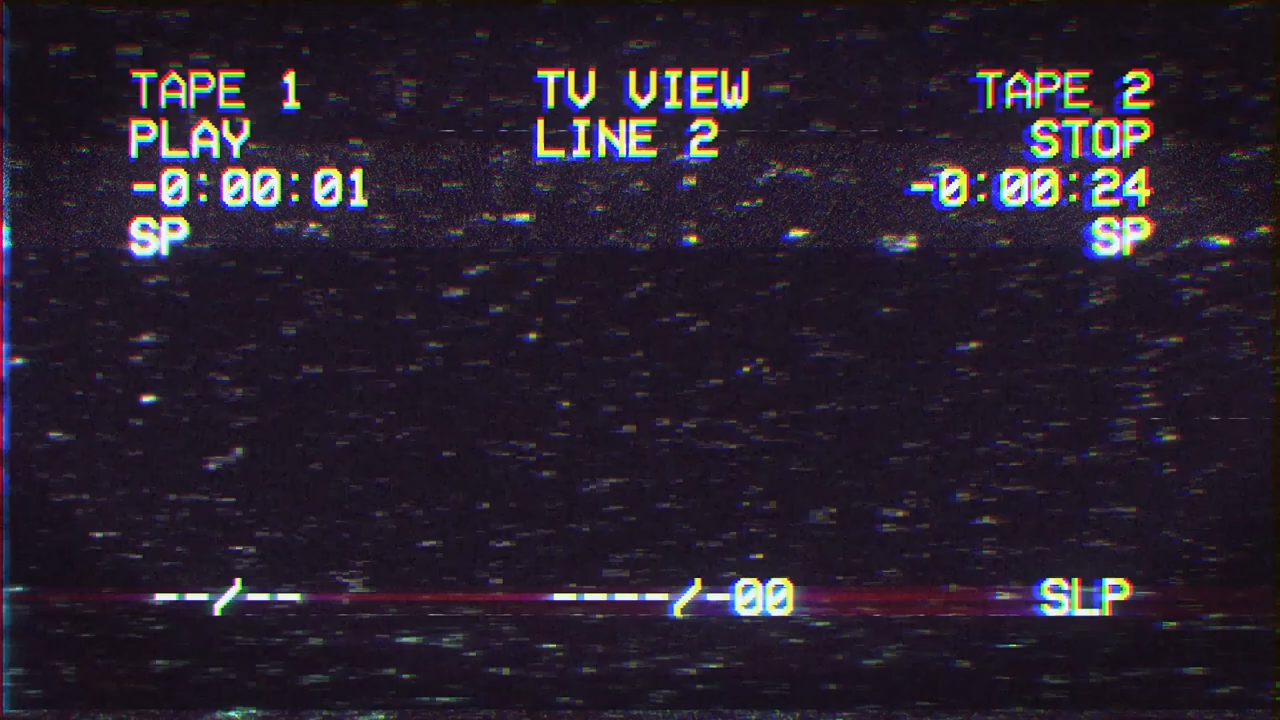 TAPE 1 TV VIEW TAPE 2
PLAY LINE 2 STOP
-0:00:01 -0:00:24
SP SP
--/-- ----/-00 SLP